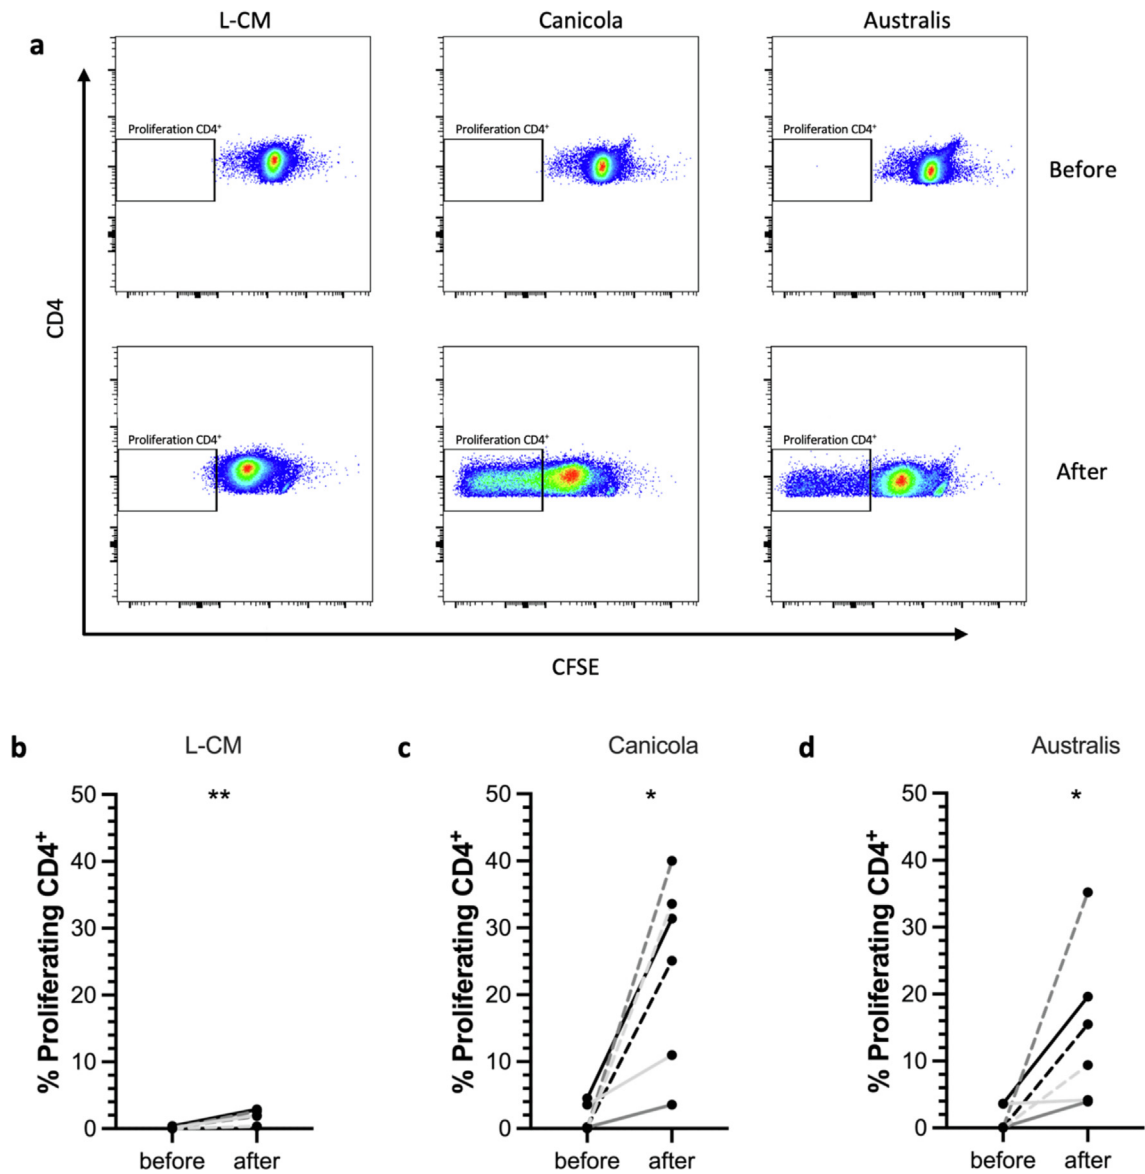 L-CM Canicola Australis
a
Proliferation CD4⁺ Proliferation CD4⁺ Proliferation CD4⁺
Before
CD4
Proliferation CD4⁺ Proliferation CD4⁺ Proliferation CD4⁺
After
CFSE
b L-CM c Canicola d Australis
** * *
% Proliferating CD4⁺ % Proliferating CD4⁺ % Proliferating CD4⁺
50 50 50
40 40 40
30 30 30
20 20 20
10 10 10
0 0 0
before after before after before after